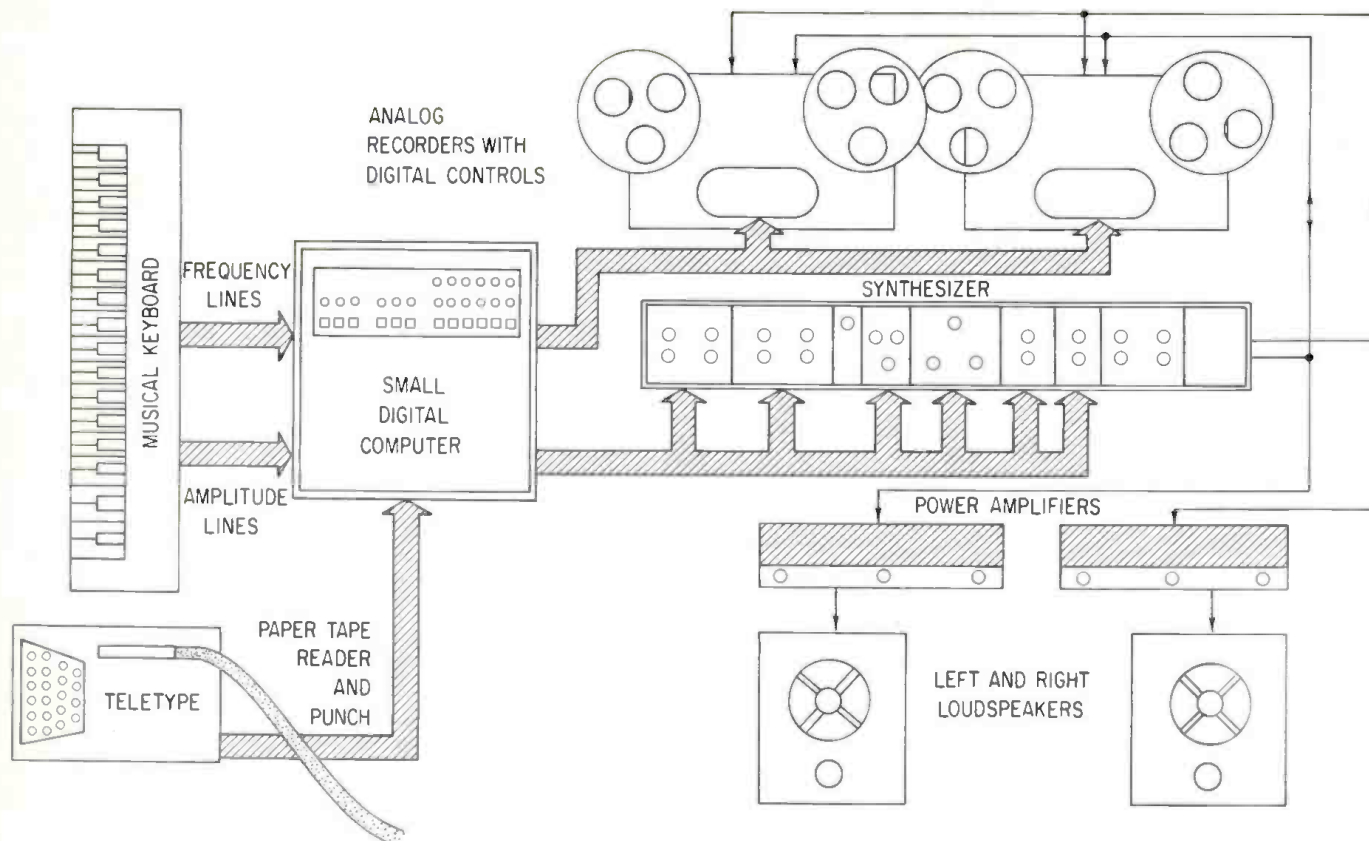 ANALOG
RECORDERS WITH
DIGITAL CONTROLS
MUSICAL KEYBOARD
FREQUENCY
LINES
SYNTHESIZER
SMALL
DIGITAL
COMPUTER
AMPLITUDE
LINES
POWER AMPLIFIERS
PAPER TAPE
READER
AND
PUNCH
TELETYPE
LEFT AND RIGHT
LOUDSPEAKERS